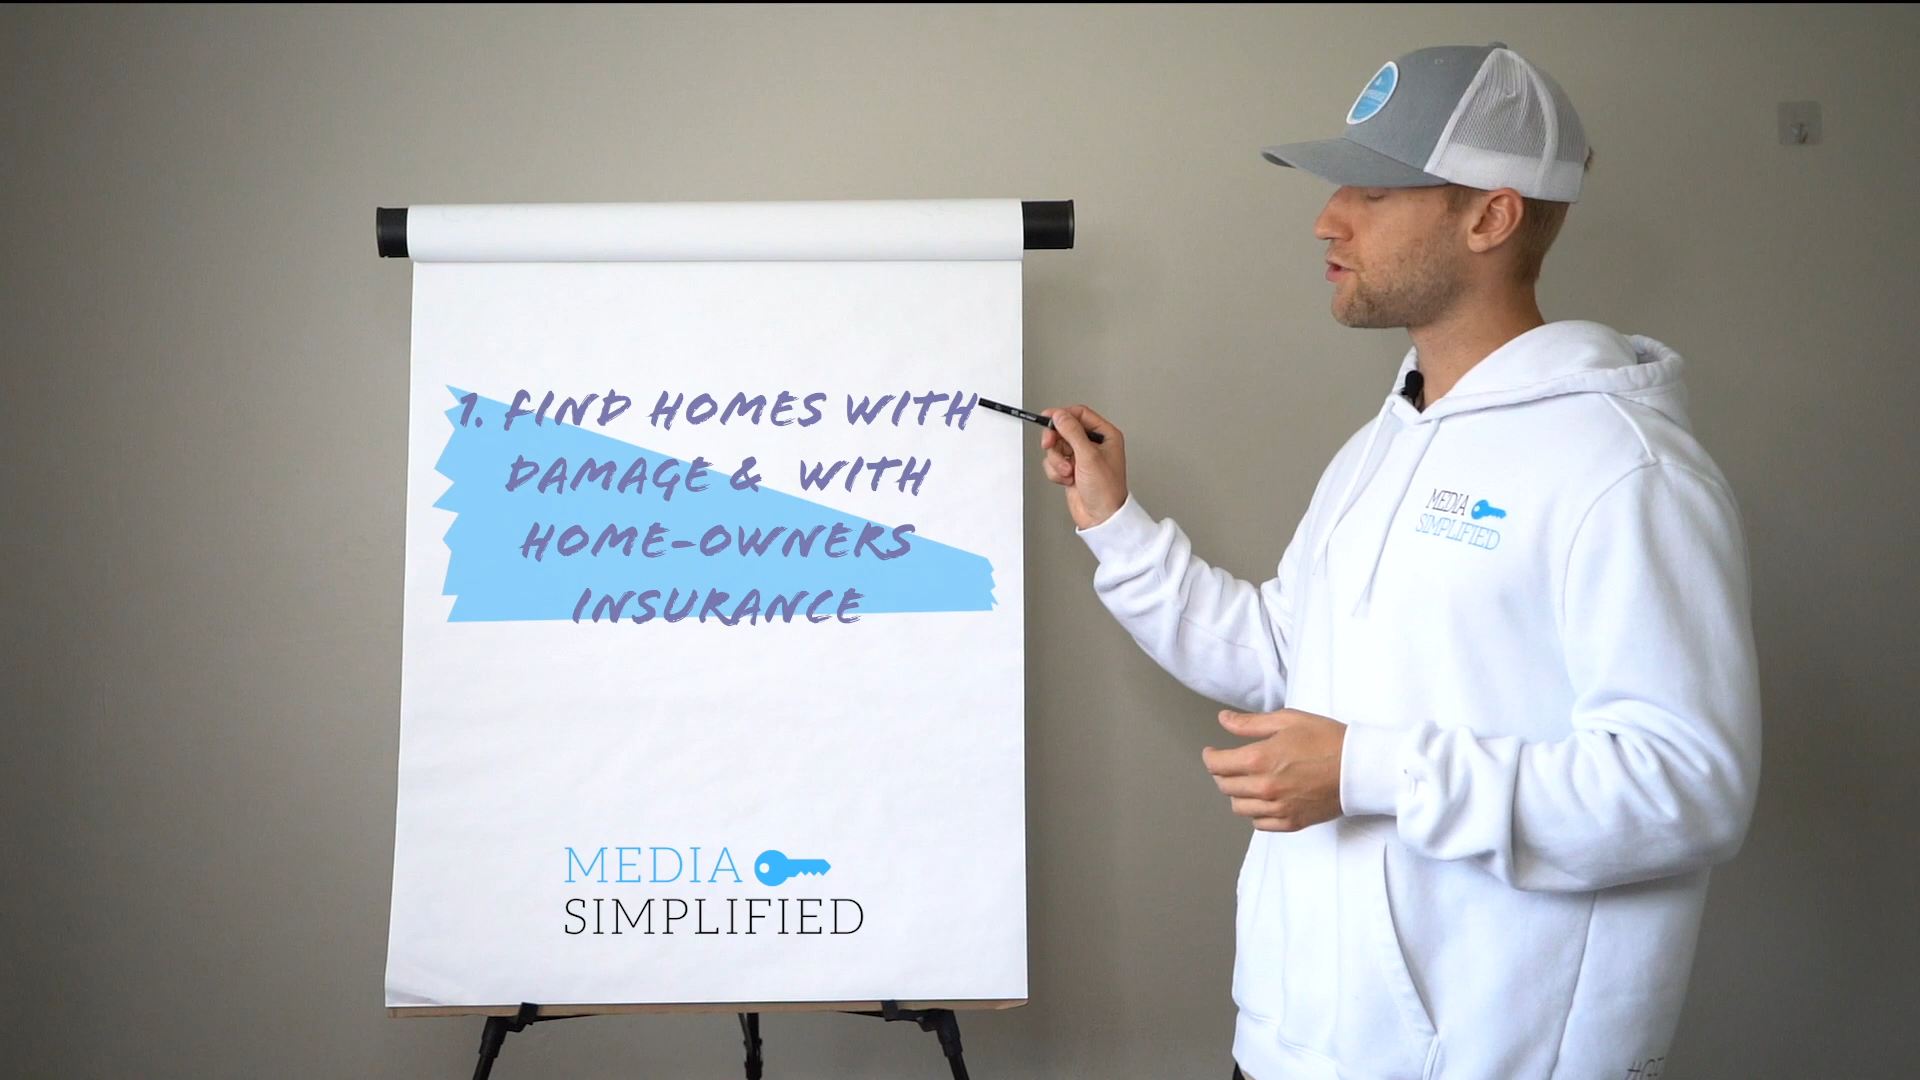 1. FIND HOMES WITH
DAMAGE & WITH
HOME-OWNERS
INSURANCE
MEDIA
SIMPLIFIED
MEDIA
SIMPLIFIED